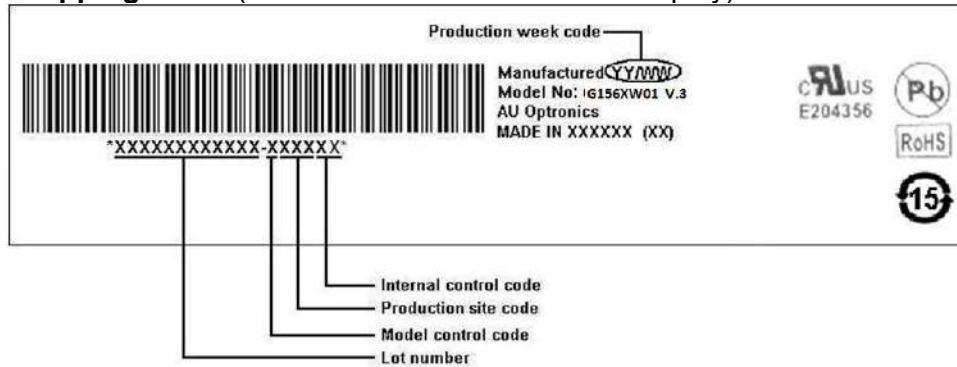 Production week code
Manufactured YY/WW
Model No: G156XW01 V.3
AU Optronics
MADE IN XXXXXX (XX)
*XXXXXXXXXXXX-XXXXXX*
c RU US
E204356
Pb
RoHS
15
Internal control code
Production site code
Model control code
Lot number